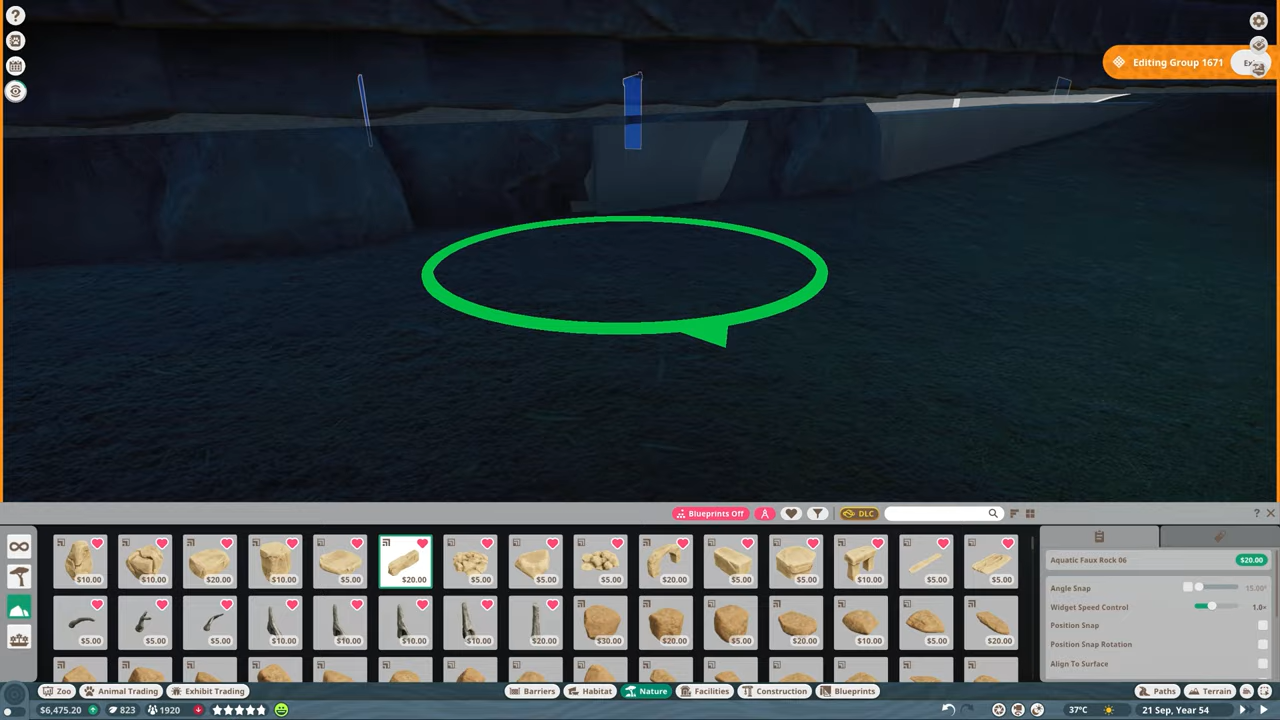 Editing Group 1671
Blueprints Off
DLC
$10.00 $10.00 $20.00 $10.00 $5.00 $20.00 $5.00 $5.00 $5.00 $20.00 $5.00 $5.00 $10.00 $5.00 $5.00
$5.00 $5.00 $5.00 $10.00 $10.00 $10.00 $10.00 $20.00 $30.00 $20.00 $5.00 $20.00 $10.00 $5.00 $20.00
Aquatic Faux Rock 06 $20.00
Angle Snap 15.00°
Widget Speed Control 1.0×
Position Snap
Position Snap Rotation
Align To Surface
Zoo Animal Trading Exhibit Trading Barriers Habitat Nature Facilities Construction Blueprints Paths Terrain
$6,475.20 823 1920 37°C 21 Sep, Year 54